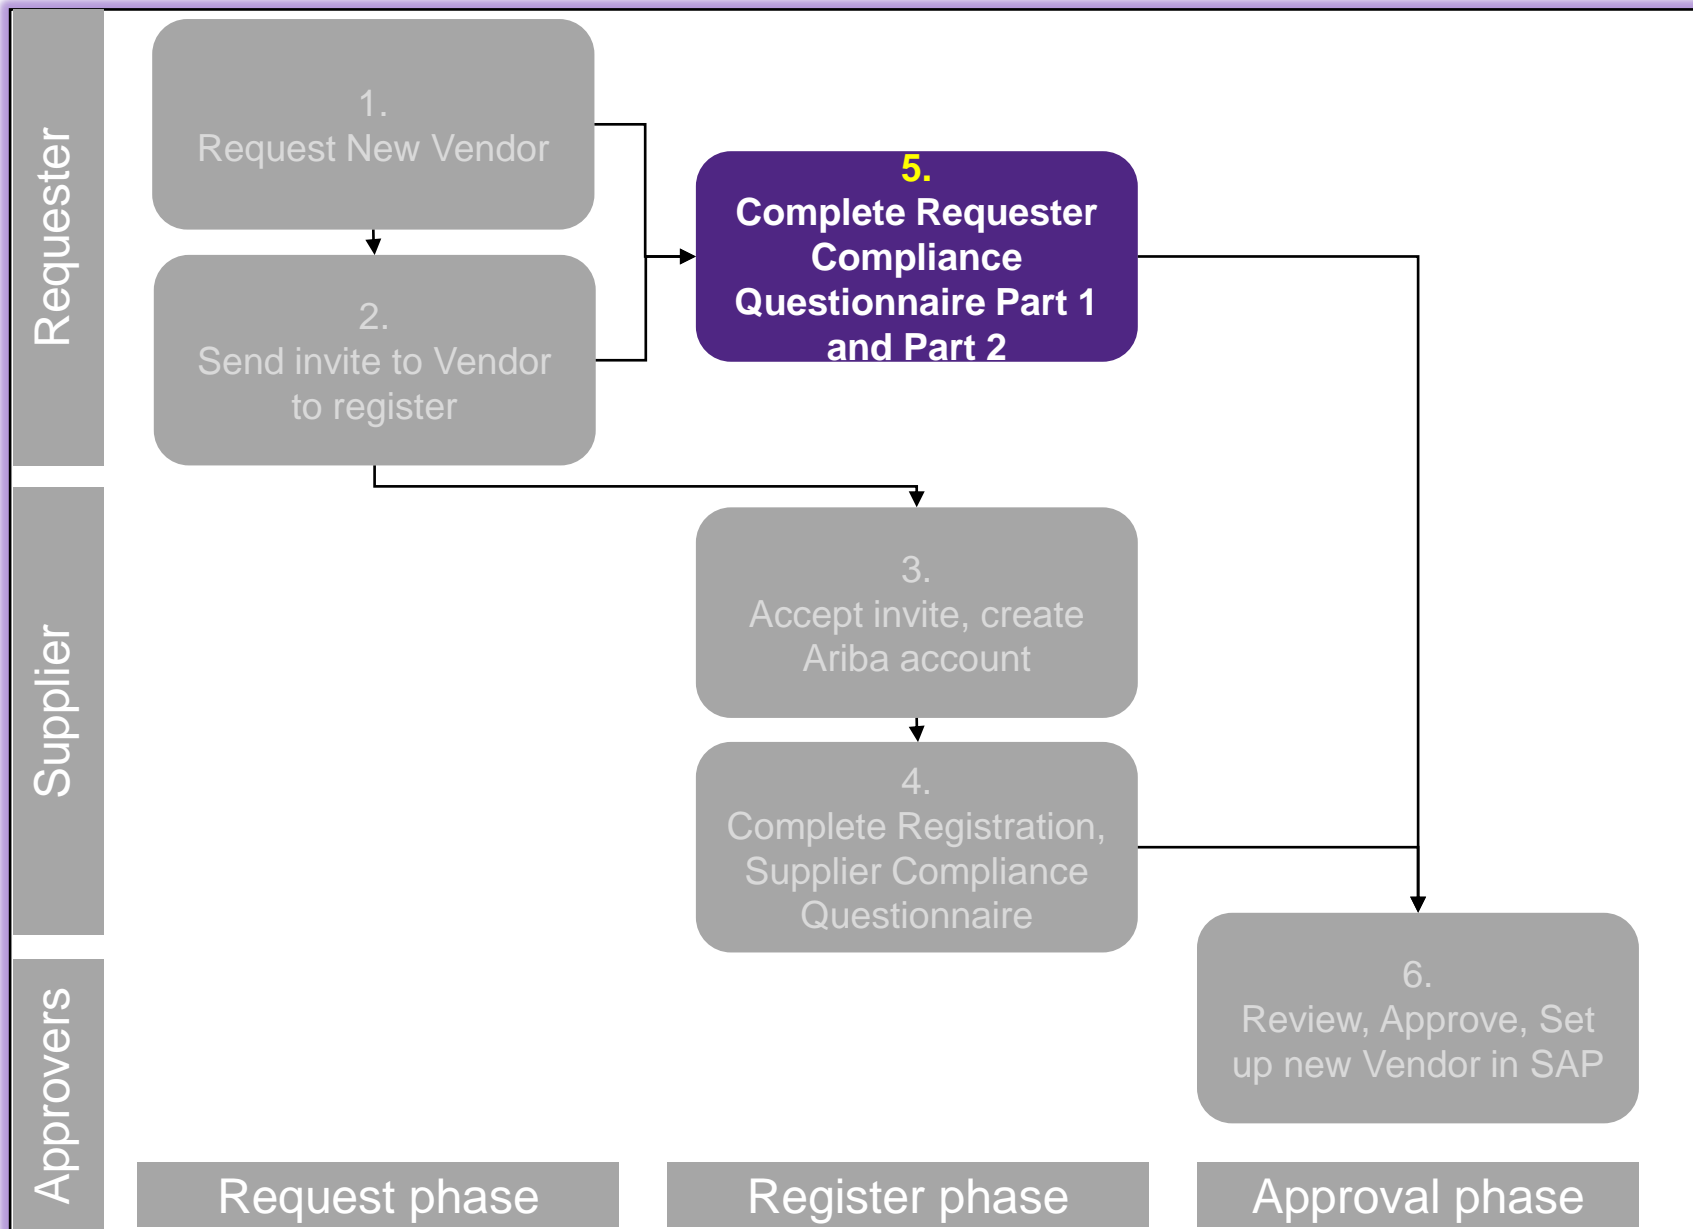 Requester
1.
Request New Vendor
2.
Send invite to Vendor
to register
5.
Complete Requester
Compliance
Questionnaire Part 1
and Part 2
Supplier
3.
Accept invite, create
Ariba account
4.
Complete Registration,
Supplier Compliance
Questionnaire
Approvers
6.
Review, Approve, Set
up new Vendor in SAP
Request phase
Register phase
Approval phase